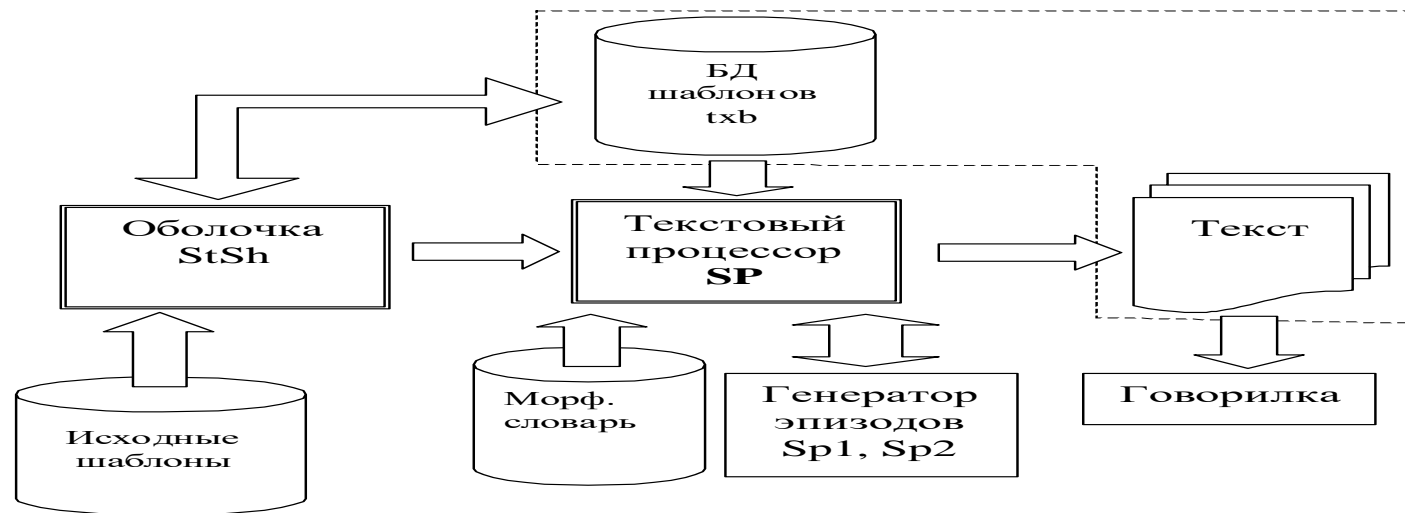 БД
шаблонов
txb
Оболочка
StSh
Текстовый
процессор
SP
Текст
Исходные
шаблоны
Морф.
словарь
Генератор
эпизодов
Sp1, Sp2
Говорилка